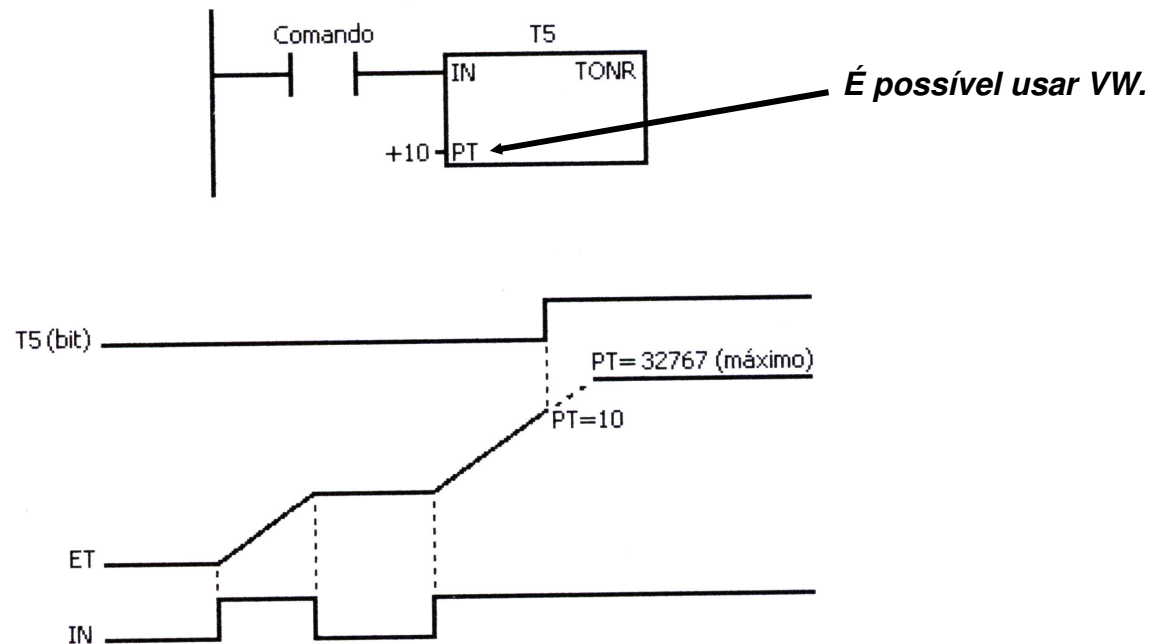 Comando
T5
IN TONR
É possível usar VW.
+10 PT
T5 (bit)
PT= 32767 (máximo)
PT=10
ET
IN